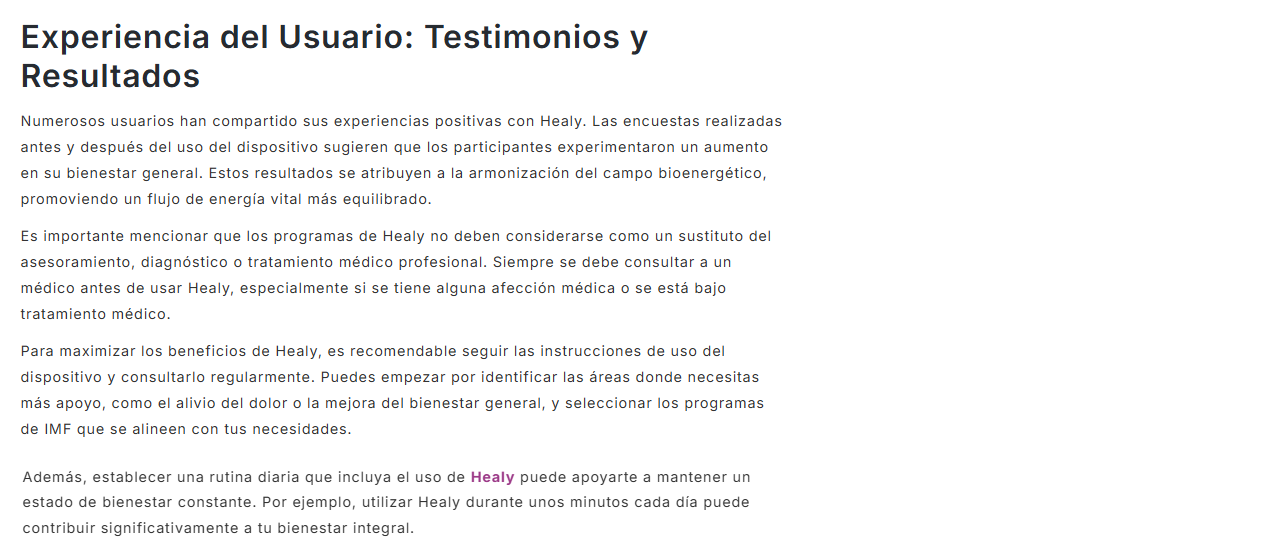 Experiencia del Usuario: Testimonios y
Resultados
Numerosos usuarios han compartido sus experiencias positivas con Healy. Las encuestas realizadas
antes y después del uso del dispositivo sugieren que los participantes experimentaron un aumento
en su bienestar general. Estos resultados se atribuyen a la armonización del campo bioenergético,
promoviendo un flujo de energía vital más equilibrado.
Es importante mencionar que los programas de Healy no deben considerarse como un sustituto del
asesoramiento, diagnóstico o tratamiento médico profesional. Siempre se debe consultar a un
médico antes de usar Healy, especialmente si se tiene alguna afección médica o se está bajo
tratamiento médico.
Para maximizar los beneficios de Healy, es recomendable seguir las instrucciones de uso del
dispositivo y consultarlo regularmente. Puedes empezar por identificar las áreas donde necesitas
más apoyo, como el alivio del dolor o la mejora del bienestar general, y seleccionar los programas
de IMF que se alineen con tus necesidades.
Además, establecer una rutina diaria que incluya el uso de Healy puede apoyarte a mantener un
estado de bienestar constante. Por ejemplo, utilizar Healy durante unos minutos cada día puede
contribuir significativamente a tu bienestar integral.